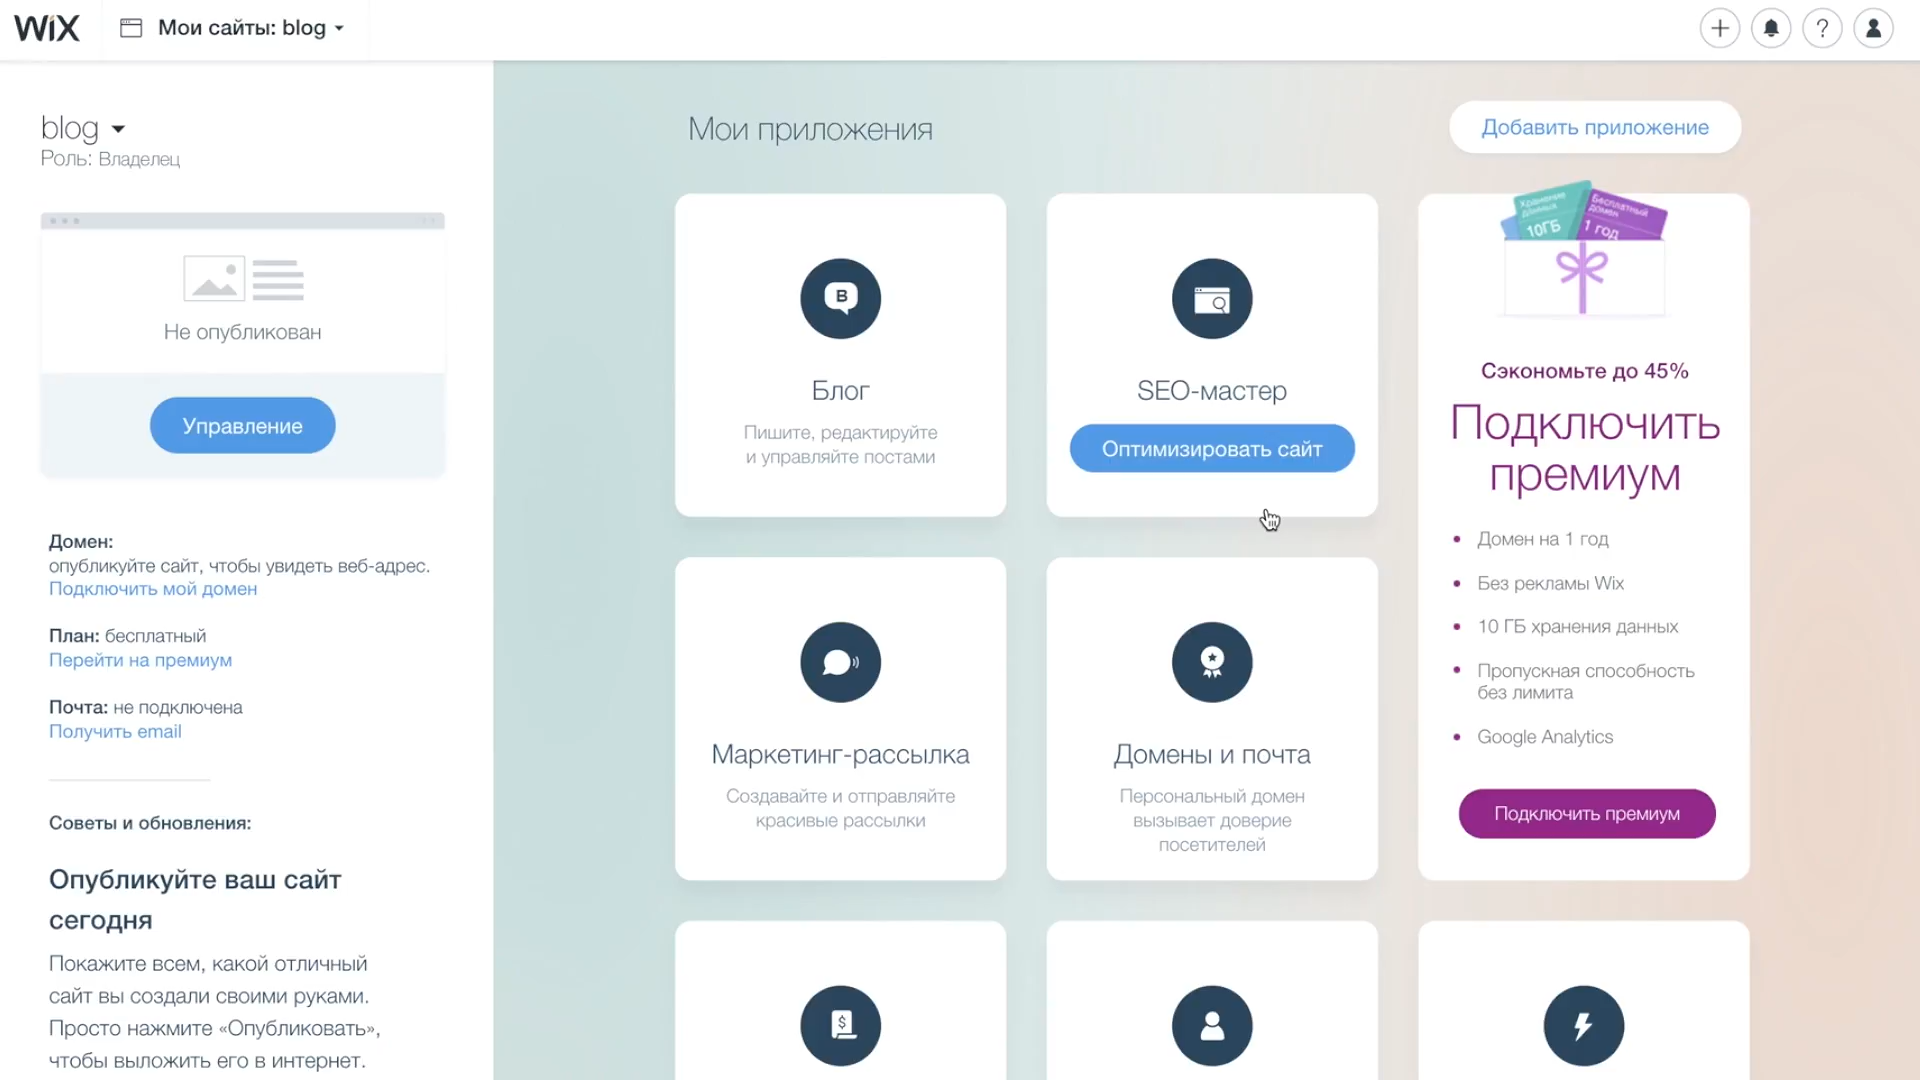 WiX
Мои сайты: blog
?
blog
Роль: Владелец
Не опубликован
Управление
Домен:
опубликуйте сайт, чтобы увидеть веб-адрес.
Подключить мой домен
План: бесплатный
Перейти на премиум
Почта: не подключена
Получить email
Советы и обновления:
Опубликуйте ваш сайт
сегодня
Покажите всем, какой отличный
сайт вы создали своими руками.
Просто нажмите «Опубликовать»,
чтобы выложить его в интернет.
Мои приложения
Добавить приложение
B
Блог
Пишите, редактируйте
и управляйте постами
SEO-мастер
Оптимизировать сайт
Хранение
данных
10ГБ
Бесплатный
домен
1 год
Сэкономьте до 45%
Подключить
премиум
Домен на 1 год
Без рекламы Wix
10 ГБ хранения данных
Пропускная способность
без лимита
Google Analytics
Подключить премиум
Маркетинг-рассылка
Создавайте и отправляйте
красивые рассылки
Домены и почта
Персональный домен
вызывает доверие
посетителей
$